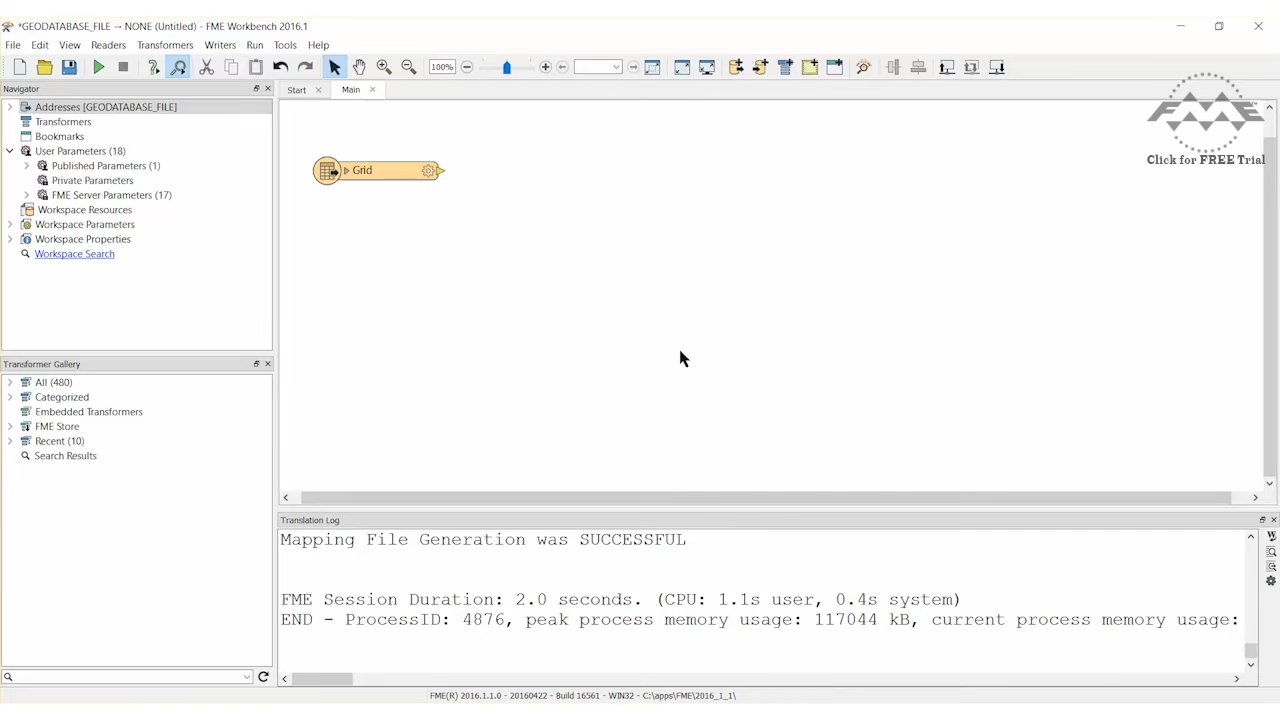 *GEODATABASE_FILE → NONE (Untitled) - FME Workbench 2016.1
File Edit View Readers Transformers Writers Run Tools Help
100%
Navigator
Start Main
Addresses [GEODATABASE_FILE]
Transformers
Bookmarks
User Parameters (18)
Published Parameters (1)
Private Parameters
FME Server Parameters (17)
Workspace Resources
Workspace Parameters
Workspace Properties
Workspace Search
Grid
FME
Click for FREE Trial
Transformer Gallery
All (480)
Categorized
Embedded Transformers
FME Store
Recent (10)
Search Results
Translation Log
Mapping File Generation was SUCCESSFUL
FME Session Duration: 2.0 seconds. (CPU: 1.1s user, 0.4s system)
END - ProcessID: 4876, peak process memory usage: 117044 kB, current process memory usage:
FME(R) 2016.1.1.0 - 20160422 - Build 16561 - WIN32 - C:\apps\FME\2016_1_1\